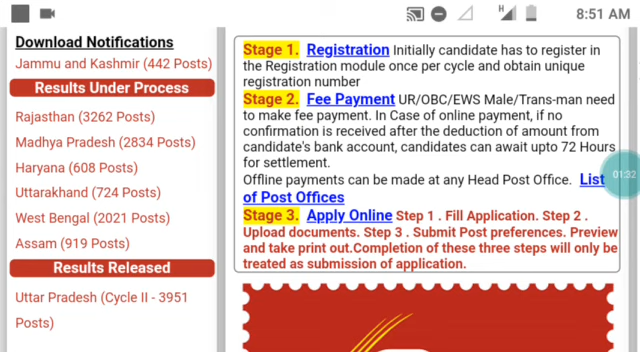 8:51 AM
H
Download Notifications
Jammu and Kashmir (442 Posts)
Results Under Process
Rajasthan (3262 Posts)
Madhya Pradesh (2834 Posts)
Haryana (608 Posts)
Uttarakhand (724 Posts)
West Bengal (2021 Posts)
Assam (919 Posts)
Results Released
Uttar Pradesh (Cycle II - 3951
Posts)
Stage 1. Registration Initially candidate has to register in
the Registration module once per cycle and obtain unique
registration number
Stage 2. Fee Payment UR/OBC/EWS Male/Trans-man need
to make fee payment. In Case of online payment, if no
confirmation is received after the deduction of amount from
candidate's bank account, candidates can await upto 72 Hours
for settlement.
Offline payments can be made at any Head Post Office. List
of Post Offices
Stage 3. Apply Online Step 1 . Fill Application. Step 2 .
Upload documents. Step 3 . Submit Post preferences. Preview
and take print out.Completion of these three steps will only be
treated as submission of application.
01:32